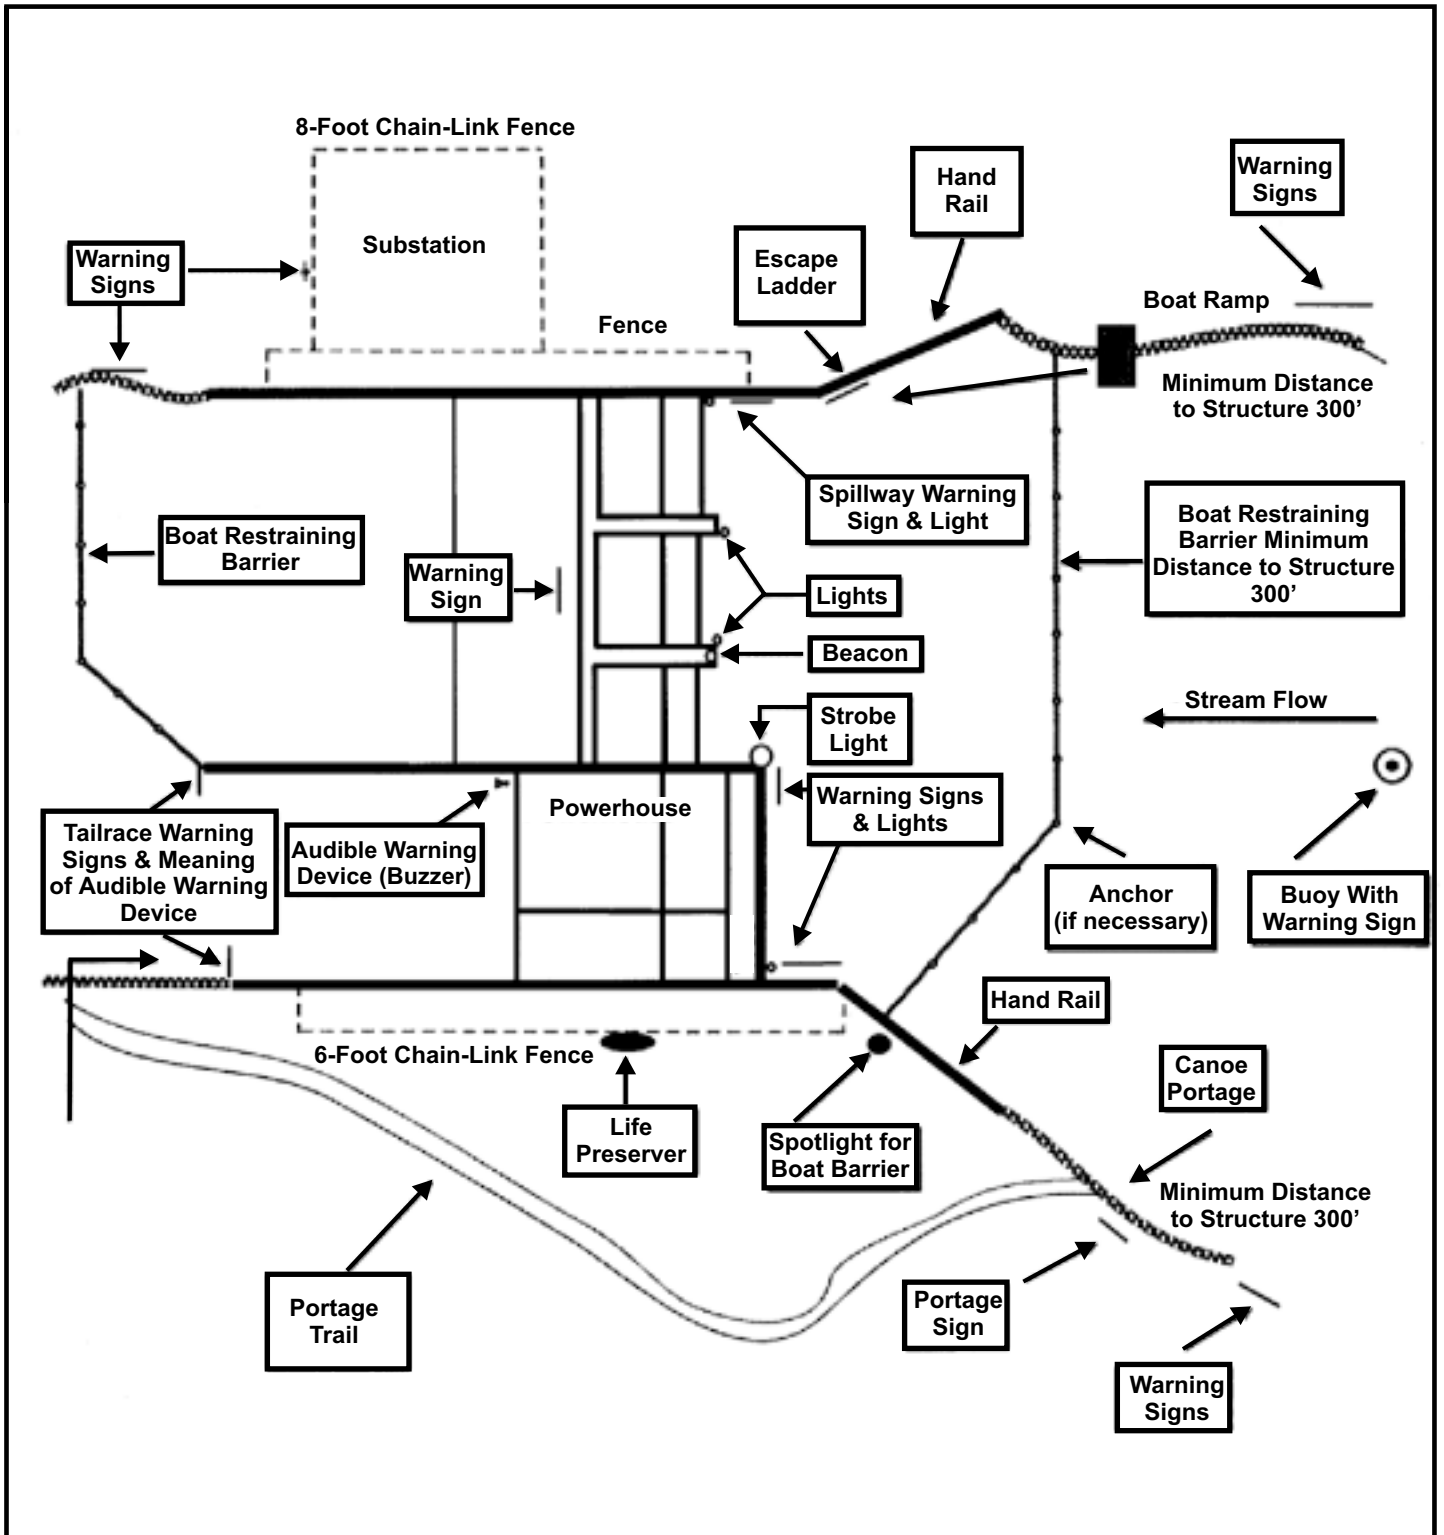 8-Foot Chain-Link Fence
Substation
Warning
Signs
Fence
Escape
Ladder
Hand
Rail
Warning
Signs
Boat Ramp
Minimum Distance
to Structure 300’
Spillway Warning
Sign & Light
Boat Restraining
Barrier Minimum
Distance to Structure
300’
Boat Restraining
Barrier
Warning
Sign
Lights
Beacon
Stream Flow
Strobe
Light
Warning Signs
& Lights
Powerhouse
Tailrace Warning
Signs & Meaning
of Audible Warning
Device
Audible Warning
Device (Buzzer)
Anchor
(if necessary)
Buoy With
Warning Sign
Hand Rail
6-Foot Chain-Link Fence
Life
Preserver
Spotlight for
Boat Barrier
Canoe
Portage
Minimum Distance
to Structure 300’
Portage
Trail
Portage
Sign
Warning
Signs